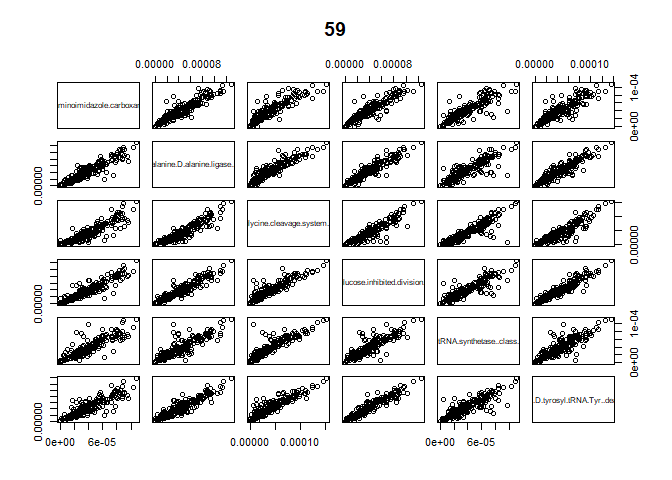 59
0.00000 0.00008 0.00000 0.00008 0.00000 0.00010
minoimidazole.carboxar
0e+00 1e-04
0.00000
alanine.D.alanine.ligase.
lycine.cleavage.system.
0.00000
0.00000
lucose.inhibited.division.
tRNA.synthetase..class.
0e+00 1e-04
0.00000
.D.tyrosyl.tRNA.Tyr..de
0e+00 6e-05 0.00000 0.00010 0e+00 6e-05